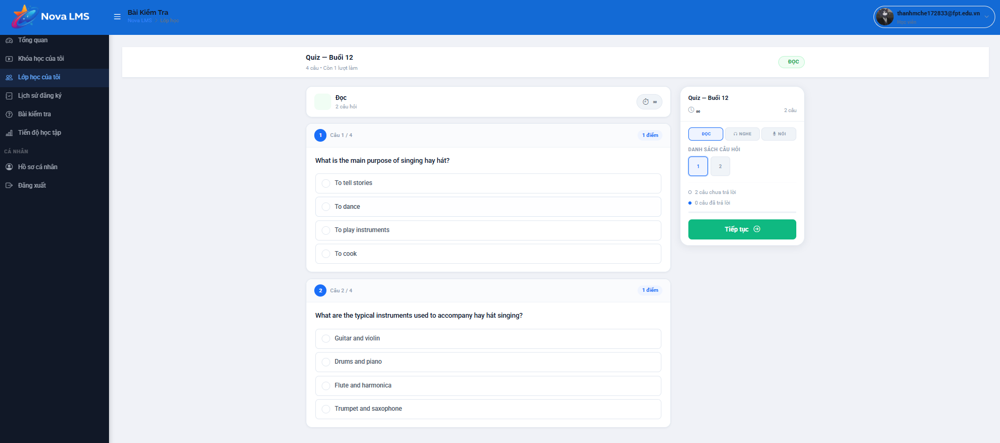 Nova LMS
Bài Kiểm Tra
Nova LMS > Lớp học
thanhmche172833@fpt.edu.vn
Học viên
Tổng quan
Khóa học của tôi
Lớp học của tôi
Lịch sử đăng ký
Bài kiểm tra
Tiến độ học tập
CÁ NHÂN
Hồ sơ cá nhân
Đăng xuất
Quiz — Buổi 12
4 câu • Còn 1 lượt làm
ĐỌC
Đọc
2 câu hỏi
∞
1 Câu 1 / 4 1 điểm
What is the main purpose of singing hay hát?
To tell stories
To dance
To play instruments
To cook
2 Câu 2 / 4 1 điểm
What are the typical instruments used to accompany hay hát singing?
Guitar and violin
Drums and piano
Flute and harmonica
Trumpet and saxophone
Quiz — Buổi 12
∞ 2 câu
ĐỌC NGHE NÓI
DANH SÁCH CÂU HỎI
1 2
2 câu chưa trả lời
0 câu đã trả lời
Tiếp tục